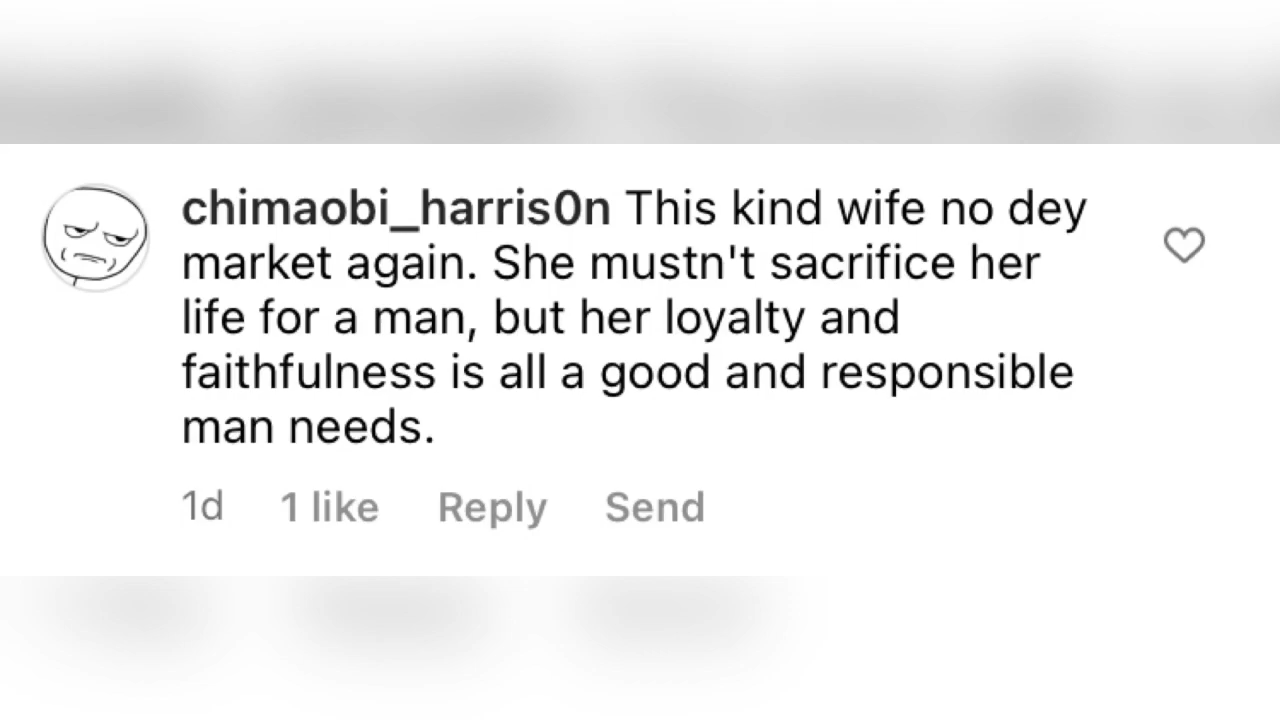 chimaobi_harris0n This kind wife no dey
market again. She mustn't sacrifice her
life for a man, but her loyalty and
faithfulness is all a good and responsible
man needs.
1d 1 like Reply Send